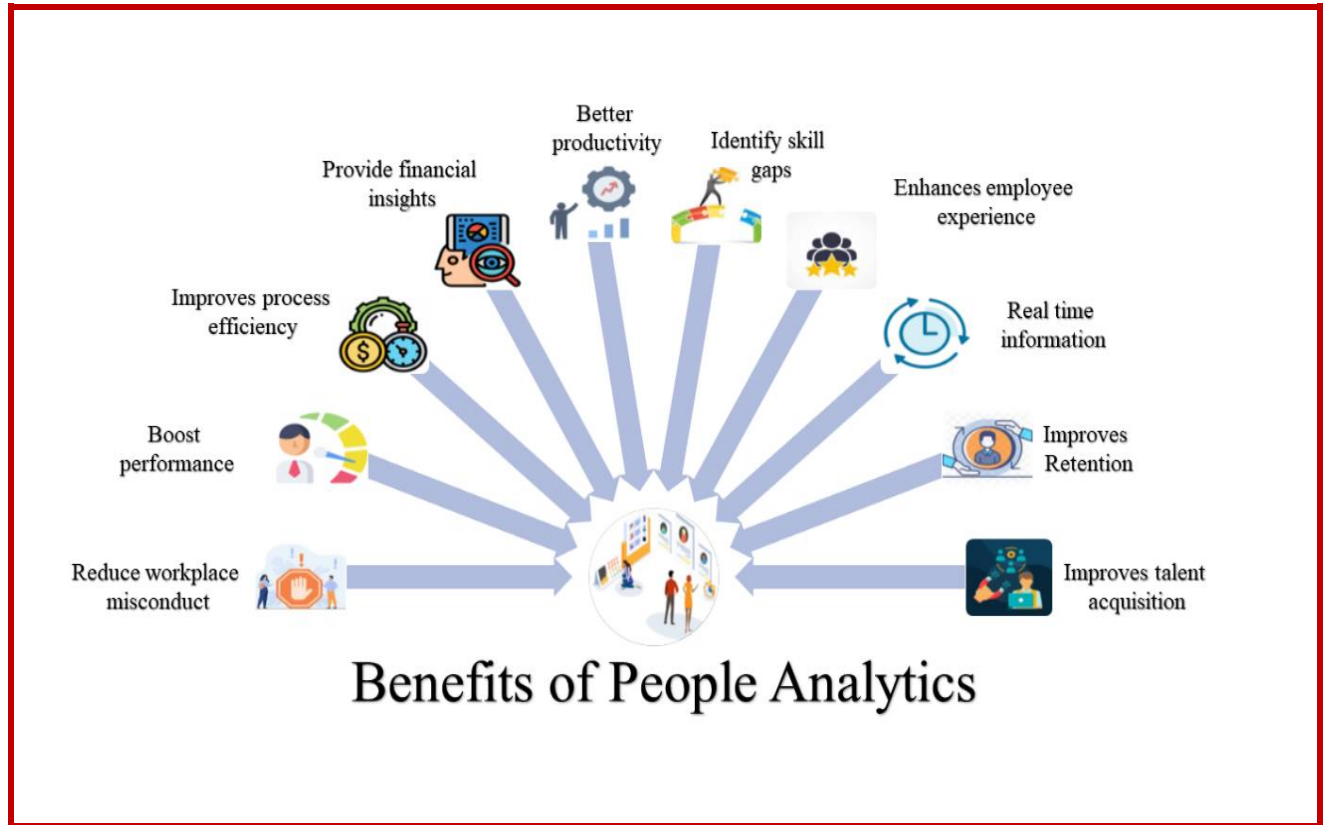 Better
productivity
Identify skill
gaps
Provide financial
insights
Enhances employee
experience
Improves process
efficiency
Real time
information
Boost
performance
Improves
Retention
Reduce workplace
misconduct
Improves talent
acquisition
Benefits of People Analytics